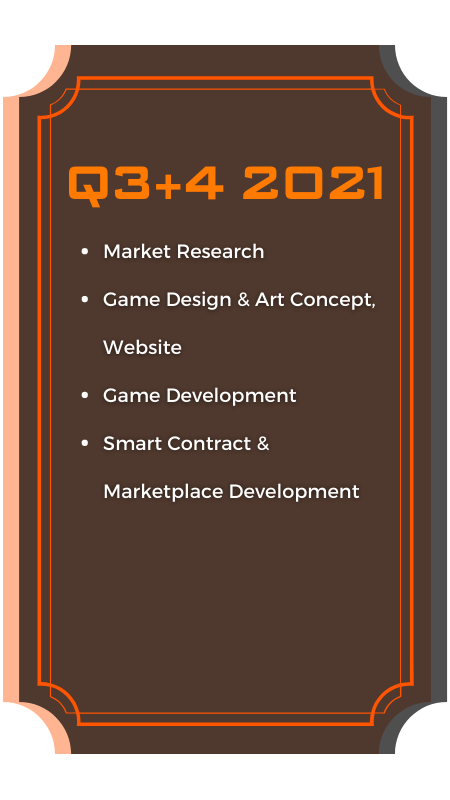 Q3+4 2021
• Market Research
• Game Design & Art Concept,
Website
• Game Development
• Smart Contract &
Marketplace Development